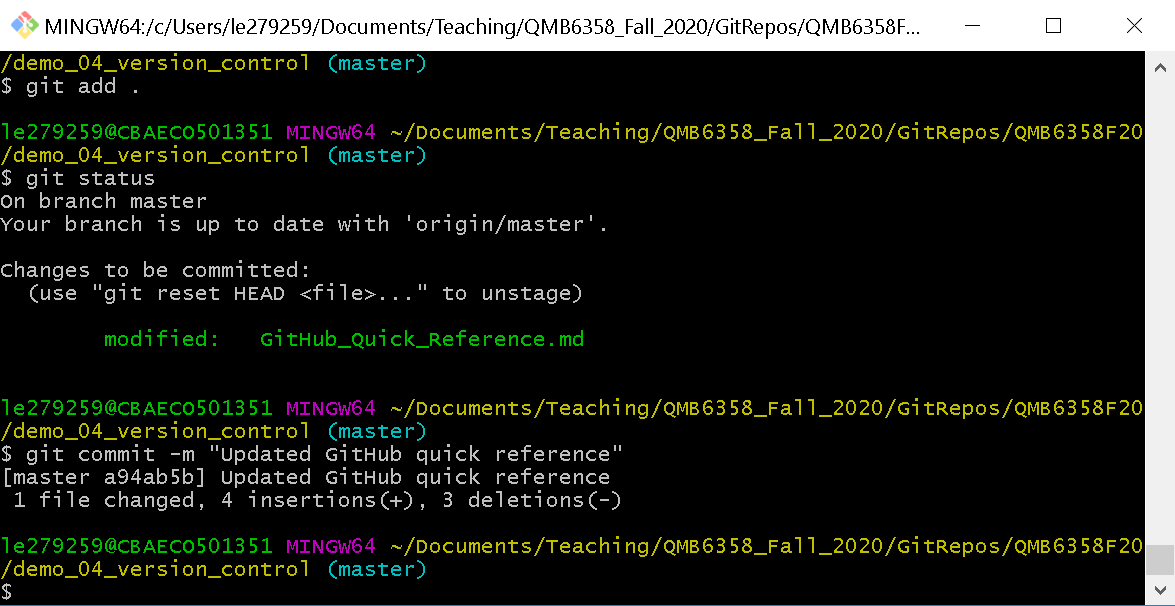 MINGW64:/c/Users/le279259/Documents/Teaching/QMB6358_Fall_2020/GitRepos/QMB6358F...
/demo_04_version_control (master)
$ git add .
le279259@CBAECO501351 MINGW64 ~/Documents/Teaching/QMB6358_Fall_2020/GitRepos/QMB6358F20
/demo_04_version_control (master)
$ git status
On branch master
Your branch is up to date with 'origin/master'.
Changes to be committed:
  (use "git reset HEAD <file>..." to unstage)
        modified:   GitHub_Quick_Reference.md
le279259@CBAECO501351 MINGW64 ~/Documents/Teaching/QMB6358_Fall_2020/GitRepos/QMB6358F20
/demo_04_version_control (master)
$ git commit -m "Updated GitHub quick reference"
[master a94ab5b] Updated GitHub quick reference
 1 file changed, 4 insertions(+), 3 deletions(-)
le279259@CBAECO501351 MINGW64 ~/Documents/Teaching/QMB6358_Fall_2020/GitRepos/QMB6358F20
/demo_04_version_control (master)
$